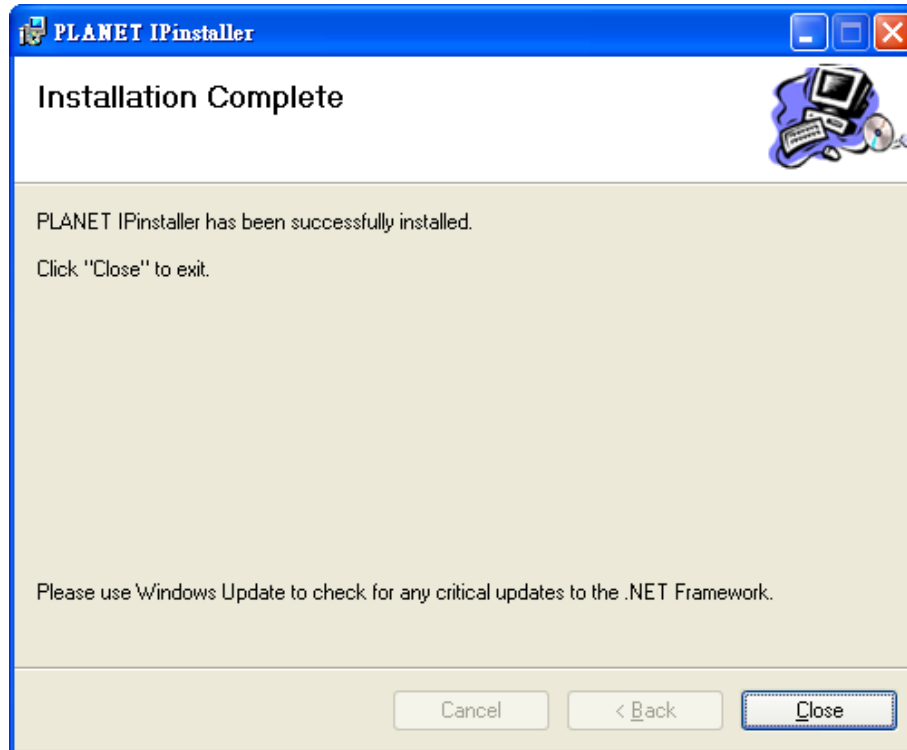 PLANET IPinstaller
Installation Complete
PLANET IPinstaller has been successfully installed.
Click "Close" to exit.
Please use Windows Update to check for any critical updates to the .NET Framework.
Cancel
< Back
Close